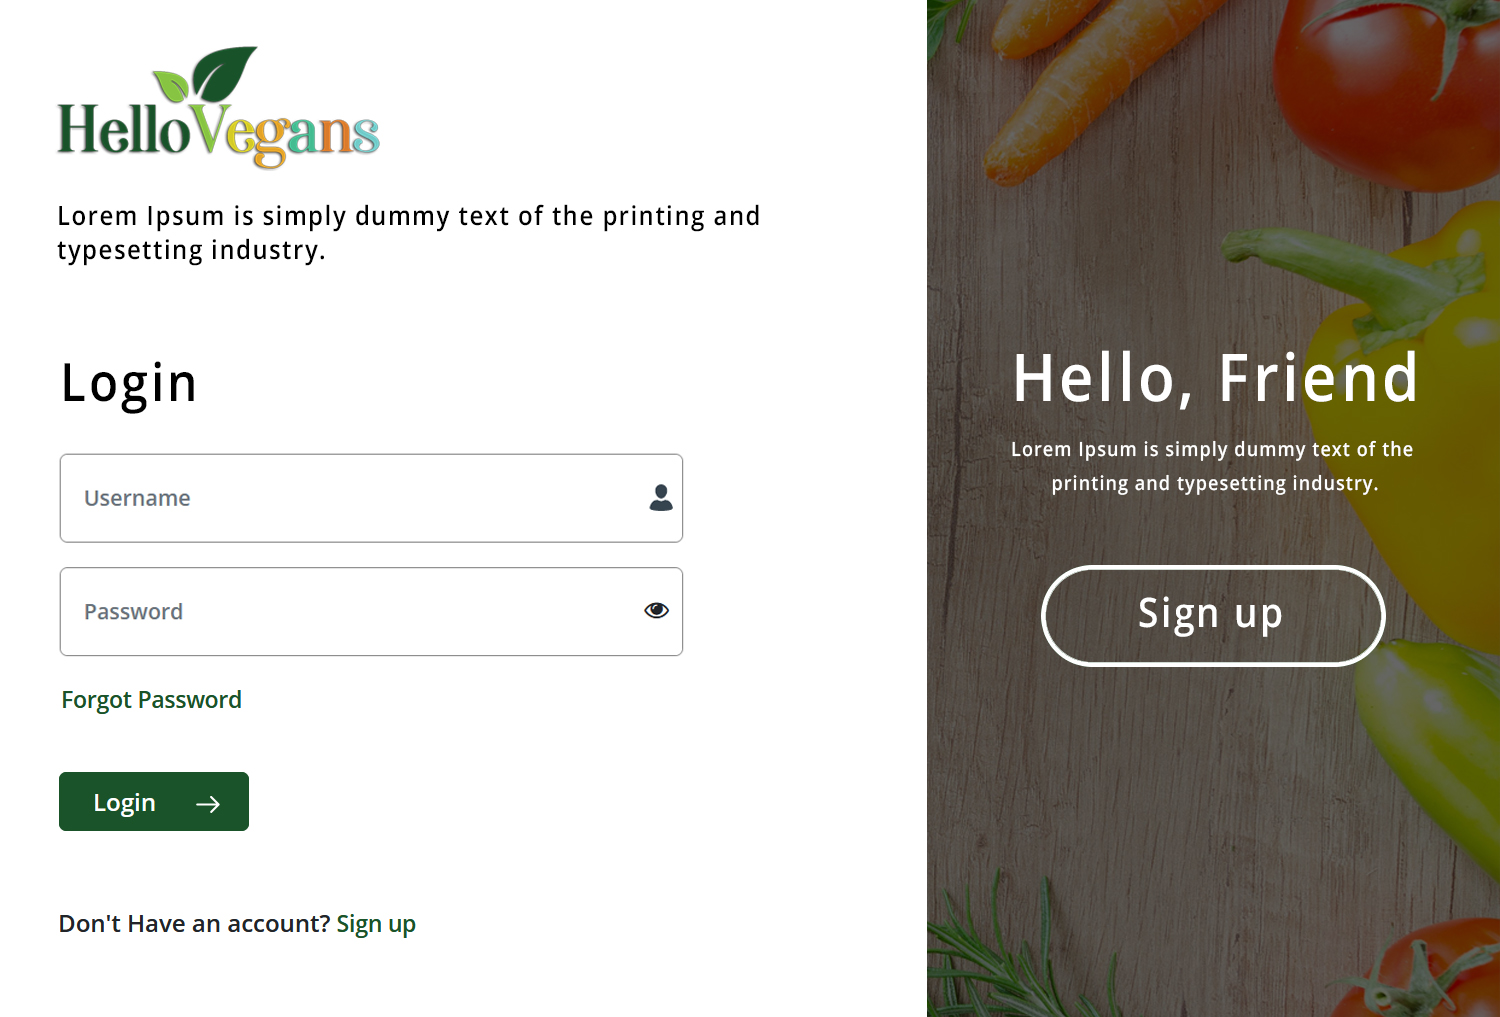 HelloVegans
Lorem Ipsum is simply dummy text of the printing and
typesetting industry.
Login
Username
Password
Forgot Password
Login
Don't Have an account? Sign up
Hello, Friend
Lorem Ipsum is simply dummy text of the
printing and typesetting industry.
Sign up